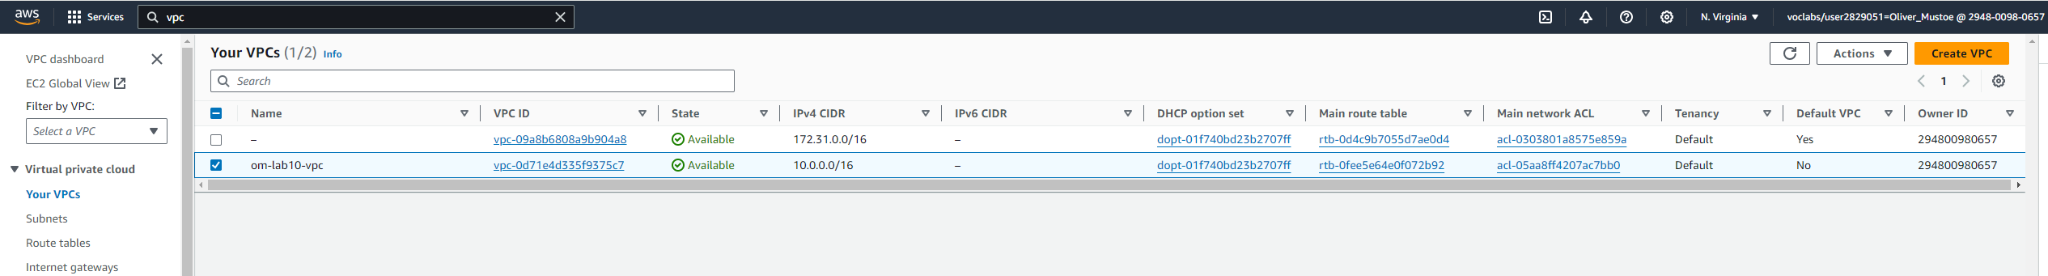 aws Services vpc N. Virginia voclabs/user2829051=Oliver_Mustoe @ 2948-0098-0657
VPC dashboard
EC2 Global View
Filter by VPC:
Select a VPC
Virtual private cloud
Your VPCs
Subnets
Route tables
Internet gateways
Your VPCs (1/2) Info Actions Create VPC
Search 1
Name VPC ID State IPv4 CIDR IPv6 CIDR DHCP option set Main route table Main network ACL Tenancy Default VPC Owner ID
– vpc-09a8b6808a9b904a8 Available 172.31.0.0/16 – dopt-01f740bd23b2707ff rtb-0d4c9b7055d7ae0d4 acl-0303801a8575e859a Default Yes 294800980657
om-lab10-vpc vpc-0d71e4d335f9375c7 Available 10.0.0.0/16 – dopt-01f740bd23b2707ff rtb-0fee5e64e0f072b92 acl-05aa8ff4207ac7bb0 Default No 294800980657